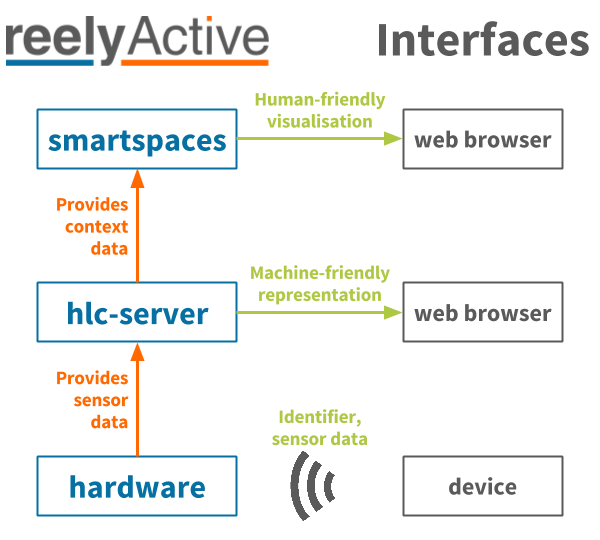 reelyActive
Interfaces
Human-friendly
visualisation
smartspaces
web browser
Provides
context
data
Machine-friendly
representation
hlc-server
web browser
Provides
sensor
data
Identifier,
sensor data
hardware
device